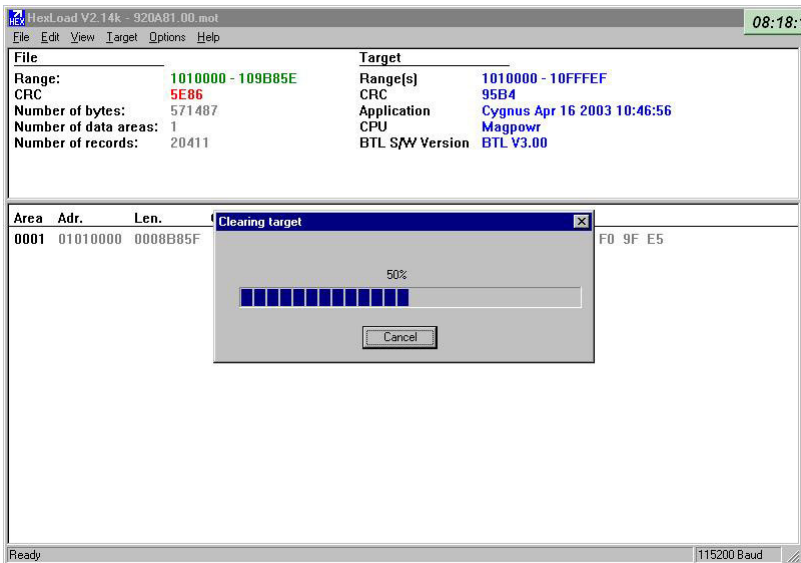 HEX HexLoad V2.14k - 920A81.00.mot
08:18:
File Edit View Target Options Help
File Target
Range: 1010000 - 109B85E Range(s) 1010000 - 10FFFEF
CRC 5E86 CRC 95B4
Number of bytes: 571487 Application Cygnus Apr 16 2003 10:46:56
Number of data areas: 1 CPU Magpowr
Number of records: 20411 BTL S/W Version BTL V3.00
Area Adr. Len.
Clearing target
0001 01010000 0008B85F F0 9F E5
50%
Cancel
Ready 115200 Baud